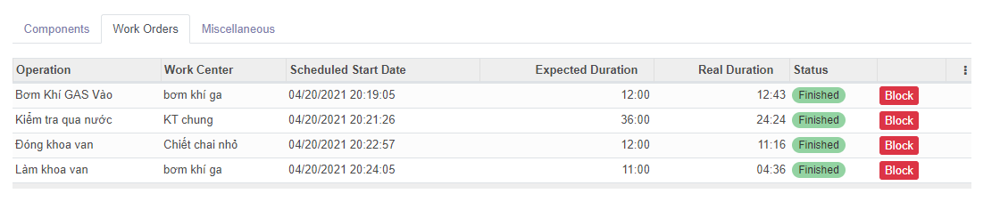 Components Work Orders Miscellaneous
Operation Work Center Scheduled Start Date Expected Duration Real Duration Status
Bơm Khí GAS Vào bơm khí ga 04/20/2021 20:19:05 12:00 12:43 Finished Block
Kiểm tra qua nước KT chung 04/20/2021 20:21:26 36:00 24:24 Finished Block
Đóng khoa van Chiết chai nhỏ 04/20/2021 20:22:57 12:00 11:16 Finished Block
Làm khoa van bơm khí ga 04/20/2021 20:24:05 11:00 04:36 Finished Block